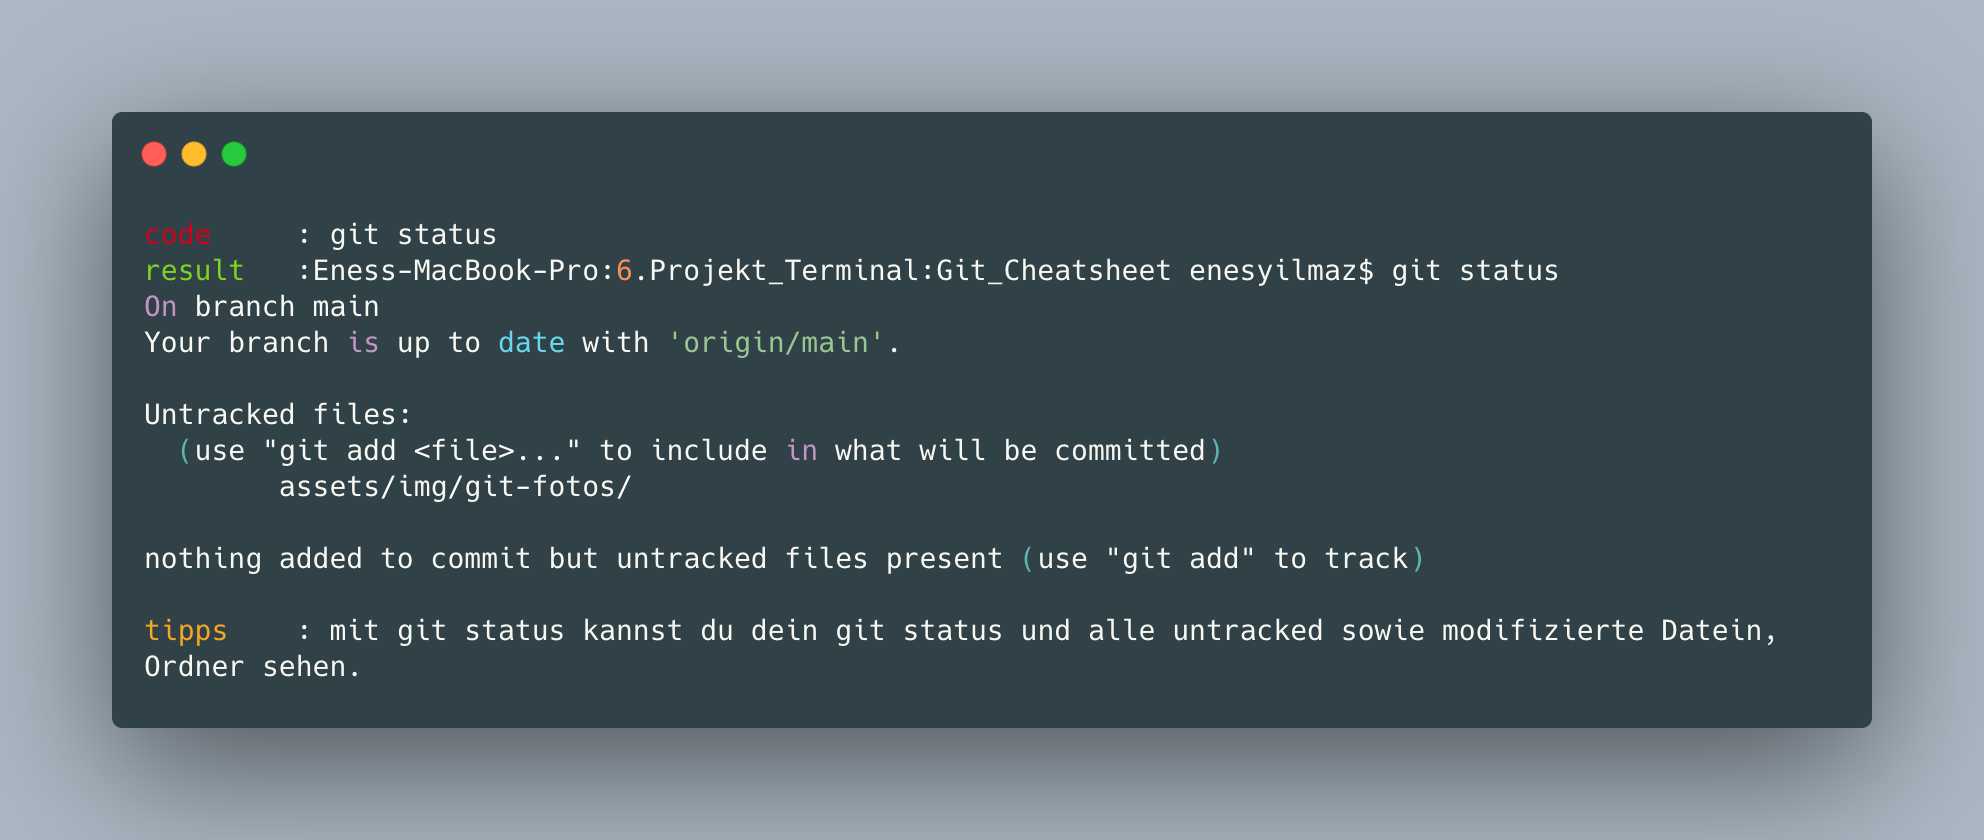 code     : git status
result   :Eness-MacBook-Pro:6.Projekt_Terminal:Git_Cheatsheet enesyilmaz$ git status
On branch main
Your branch is up to date with 'origin/main'.
Untracked files:
  (use "git add <file>..." to include in what will be committed)
        assets/img/git-fotos/
nothing added to commit but untracked files present (use "git add" to track)
tipps    : mit git status kannst du dein git status und alle untracked sowie modifizierte Datein,
Ordner sehen.